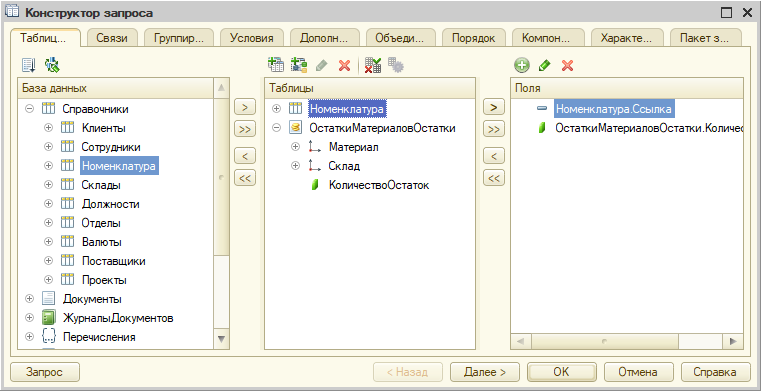 Конструктор запроса
Таблиц... Связи Группир... Условия Дополн... Объеди... Порядок Компон... Характе... Пакет з...
База данных
Справочники
Клиенты
Сотрудники
Номенклатура
Склады
Должности
Отделы
Валюты
Поставщики
Проекты
Документы
ЖурналыДокументов
Перечисления
>
>>
<
<<
Таблицы
Номенклатура
ОстаткиМатериаловОстатки
Материал
Склад
КоличествоОстаток
>
>>
<
<<
Поля
Номенклатура.Ссылка
ОстаткиМатериаловОстатки.Количес
Запрос < Назад Далее > OK Отмена Справка